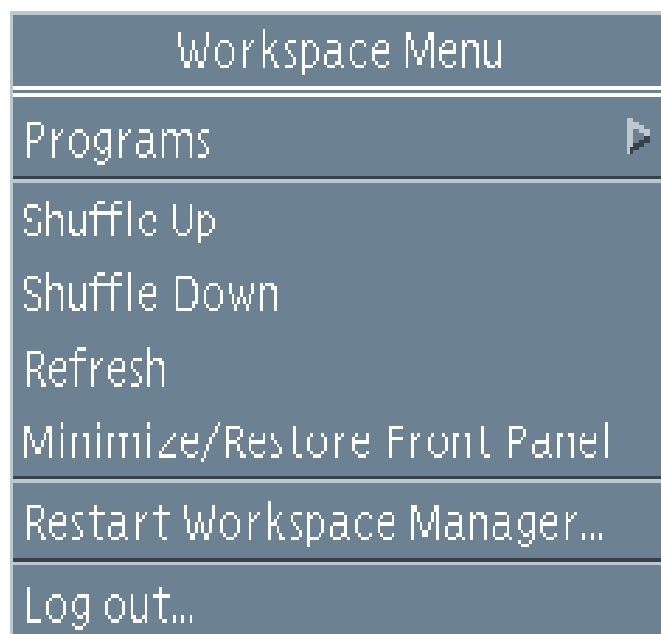 Workspace Menu
Programs
Shuffle Up
Shuffle Down
Refresh
Minimize/Restore Front Panel
Restart Workspace Manager...
Log out...